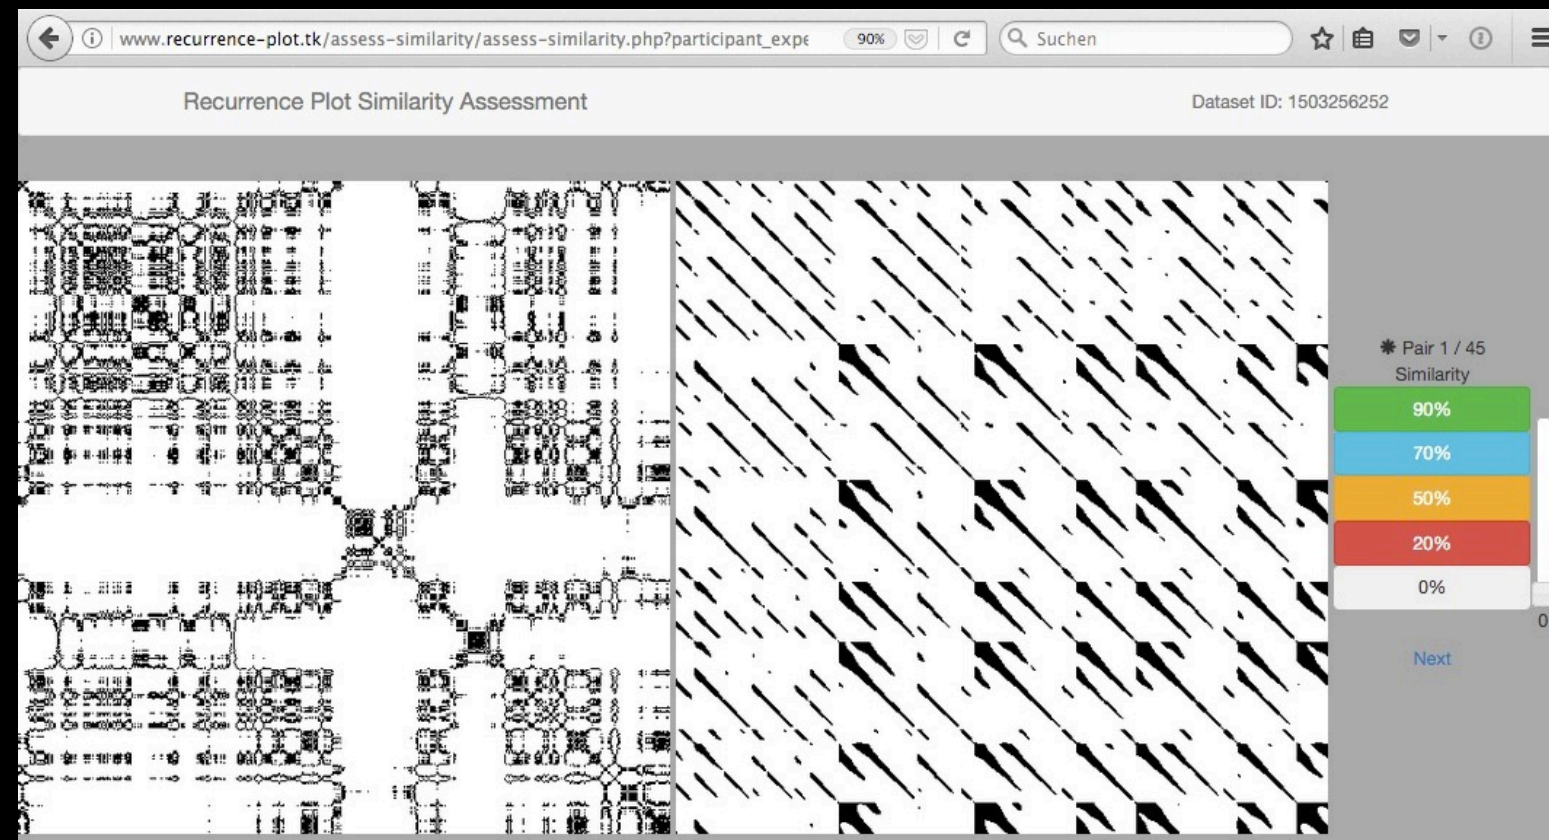 www.recurrence-plot.tk/assess-similarity/assess-similarity.php?participant_expe
90%
Suchen
Recurrence Plot Similarity Assessment
Dataset ID: 1503256252
Pair 1 / 45
Similarity
90%
70%
50%
20%
0%
0
Next